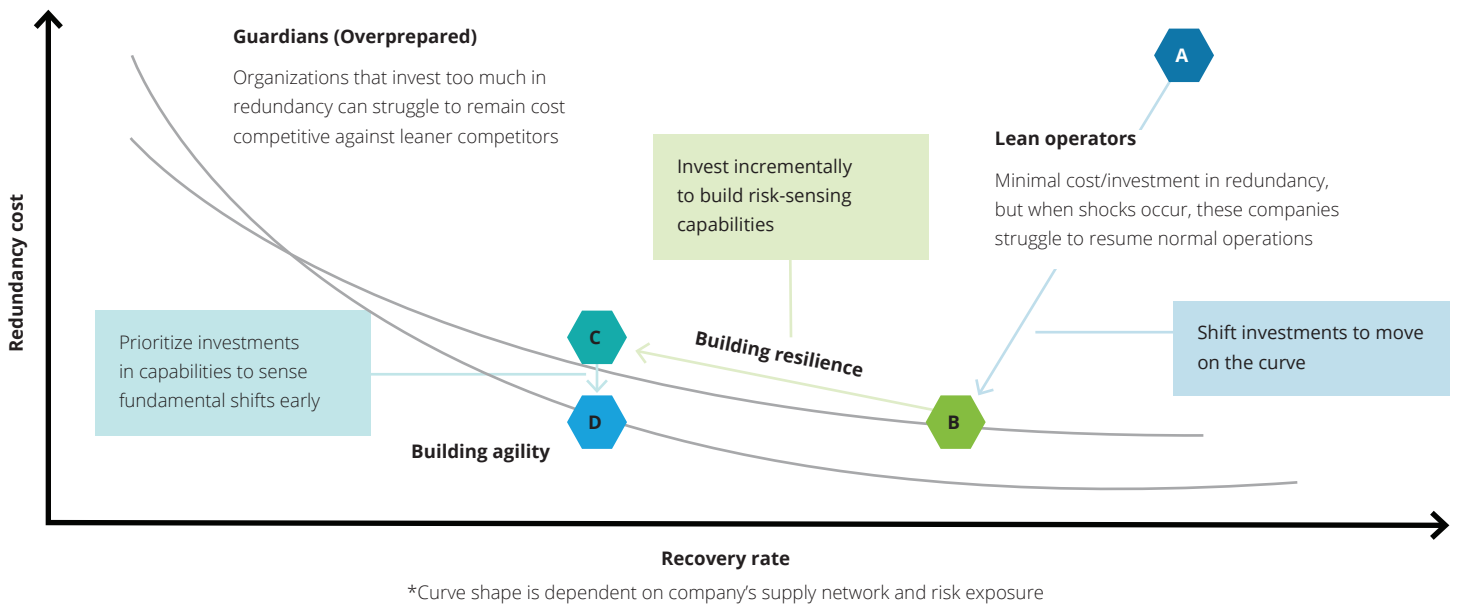 Redundancy cost
Guardians (Overprepared)
Organizations that invest too much in
redundancy can struggle to remain cost
competitive against leaner competitors
A
Lean operators
Minimal cost/investment in redundancy,
but when shocks occur, these companies
struggle to resume normal operations
Invest incrementally
to build risk-sensing
capabilities
Shift investments to move
on the curve
Prioritize investments
in capabilities to sense
fundamental shifts early
C
Building resilience
D
B
Building agility
Recovery rate
*Curve shape is dependent on company’s supply network and risk exposure